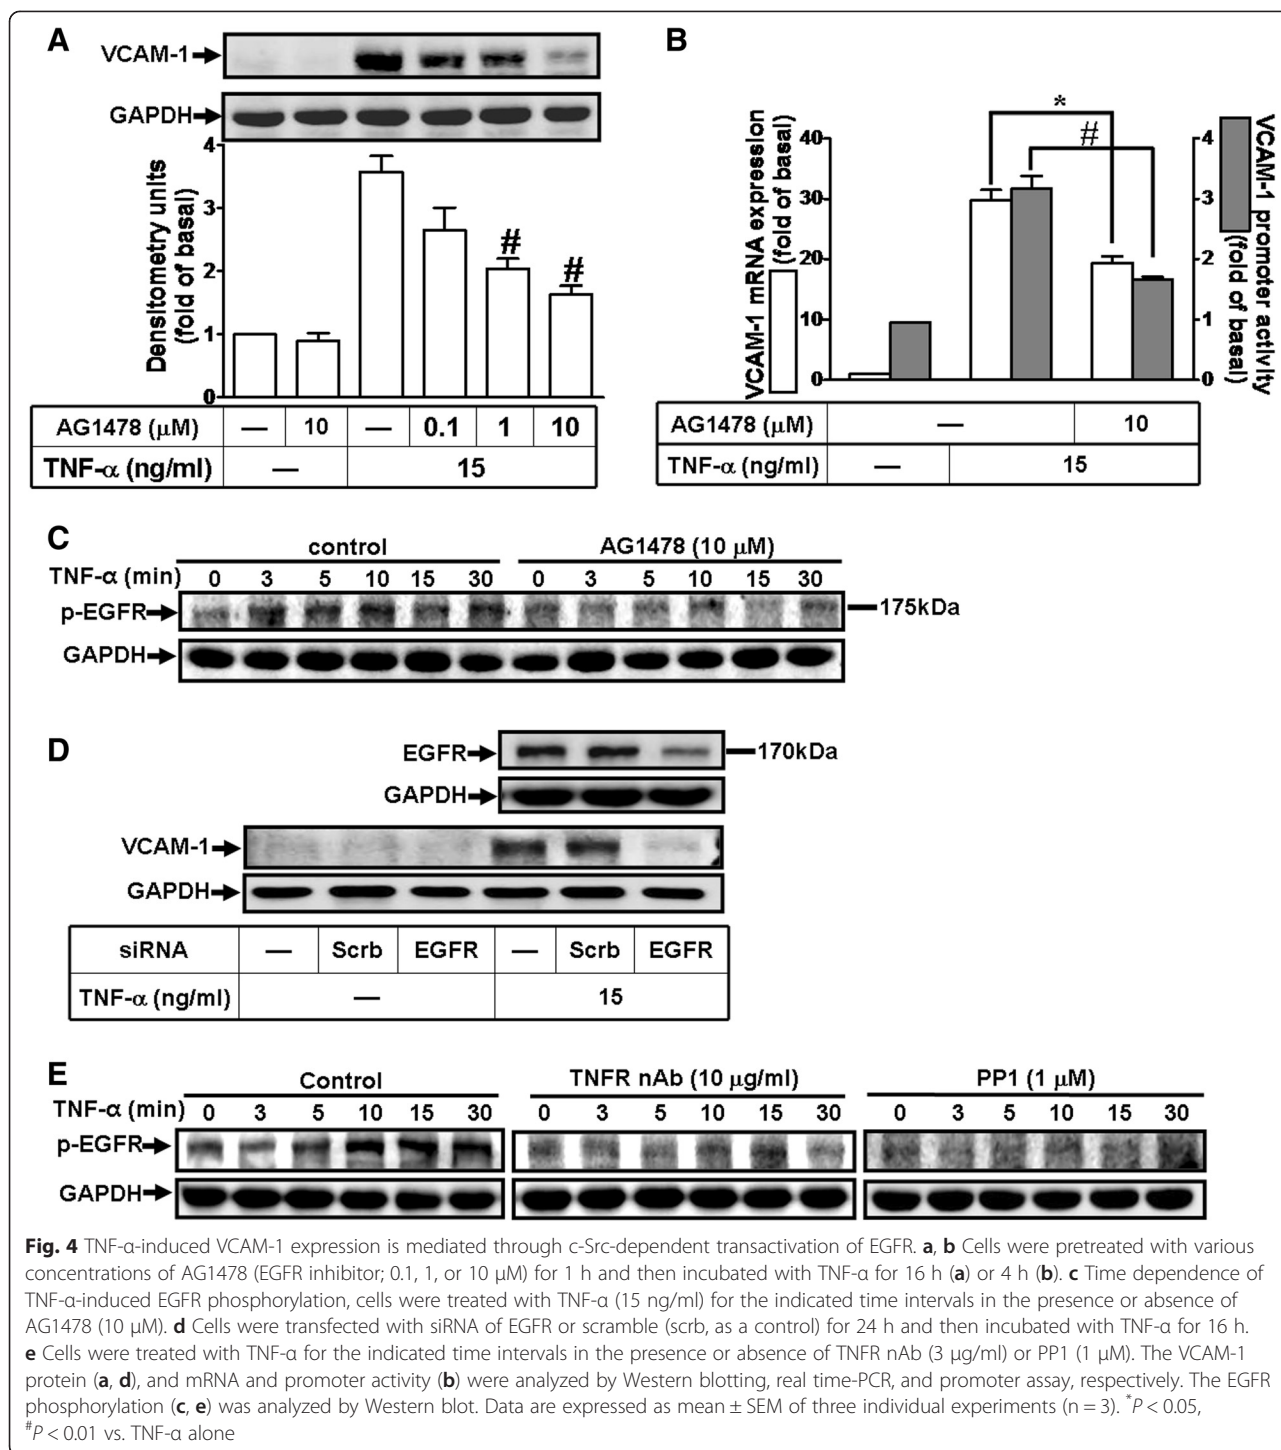 A
VCAM-1
GAPDH
Densitometry units
(fold of basal)
4
3
2
1
0
# #
AG1478 (μM) — 10 — 0.1 1 10
TNF-α (ng/ml) — 15
B
VCAM-1 mRNA expression
(fold of basal)
40
30
20
10
0
* #
VCAM-1 promoter activity
(fold of basal)
4
3
2
1
0
AG1478 (μM) — 10
TNF-α (ng/ml) — 15
C
control AG1478 (10 μM)
TNF-α (min) 0 3 5 10 15 30 0 3 5 10 15 30
p-EGFR 175kDa
GAPDH
D
EGFR 170kDa
GAPDH
VCAM-1
GAPDH
siRNA — Scrb EGFR — Scrb EGFR
TNF-α (ng/ml) — 15
E
Control TNFR nAb (10 μg/ml) PP1 (1 μM)
TNF-α (min) 0 3 5 10 15 30 0 3 5 10 15 30 0 3 5 10 15 30
p-EGFR
GAPDH
Fig. 4 TNF-α-induced VCAM-1 expression is mediated through c-Src-dependent transactivation of EGFR. a, b Cells were pretreated with various
concentrations of AG1478 (EGFR inhibitor; 0.1, 1, or 10 μM) for 1 h and then incubated with TNF-α for 16 h (a) or 4 h (b). c Time dependence of
TNF-α-induced EGFR phosphorylation, cells were treated with TNF-α (15 ng/ml) for the indicated time intervals in the presence or absence of
AG1478 (10 μM). d Cells were transfected with siRNA of EGFR or scramble (scrb, as a control) for 24 h and then incubated with TNF-α for 16 h.
e Cells were treated with TNF-α for the indicated time intervals in the presence or absence of TNFR nAb (3 μg/ml) or PP1 (1 μM). The VCAM-1
protein (a, d), and mRNA and promoter activity (b) were analyzed by Western blotting, real time-PCR, and promoter assay, respectively. The EGFR
phosphorylation (c, e) was analyzed by Western blot. Data are expressed as mean ± SEM of three individual experiments (n = 3). *P < 0.05,
#P < 0.01 vs. TNF-α alone